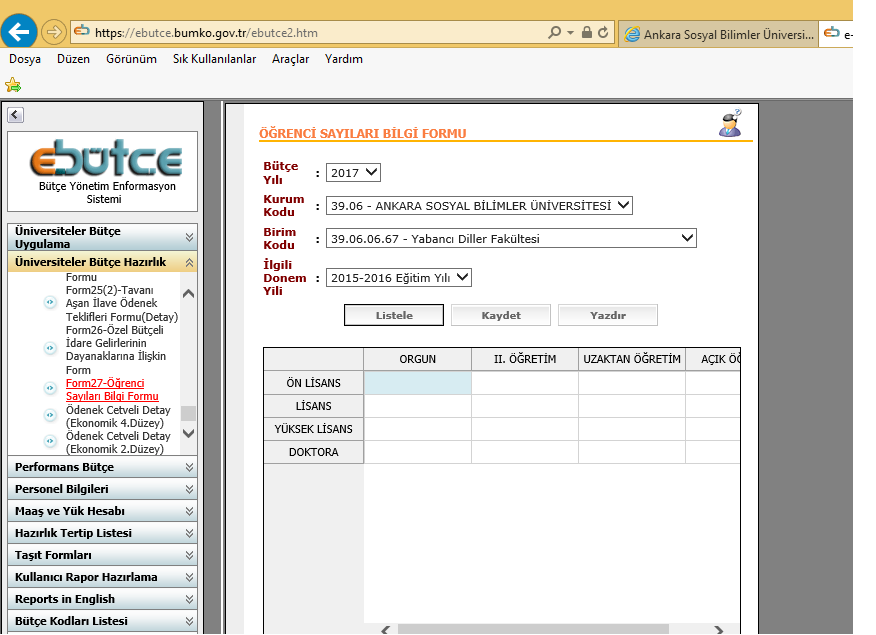 https://ebutce.bumko.gov.tr/ebutce2.htm
Ankara Sosyal Bilimler Üniversi...
e-
Dosya Düzen Görünüm Sık Kullanılanlar Araçlar Yardım
ebütce
Bütçe Yönetim Enformasyon
Sistemi
Üniversiteler Bütçe
Uygulama
Üniversiteler Bütçe Hazırlık
Formu
Form25(2)-Tavanı
Aşan İlave Ödenek
Teklifleri Formu(Detay)
Form26-Özel Bütçeli
İdare Gelirlerinin
Dayanaklarına İlişkin
Form
Form27-Öğrenci
Sayıları Bilgi Formu
Ödenek Cetveli Detay
(Ekonomik 4.Düzey)
Ödenek Cetveli Detay
(Ekonomik 2.Düzey)
Performans Bütçe
Personel Bilgileri
Maaş ve Yük Hesabı
Hazırlık Tertip Listesi
Taşıt Formları
Kullanıcı Rapor Hazırlama
Reports in English
Bütçe Kodları Listesi
ÖĞRENCİ SAYILARI BİLGİ FORMU
Bütçe
Yılı : 2017
Kurum
Kodu : 39.06 - ANKARA SOSYAL BİLİMLER ÜNİVERSİTESİ
Birim
Kodu : 39.06.06.67 - Yabancı Diller Fakültesi
İlgili
Donem : 2015-2016 Eğitim Yılı
Yili
Listele Kaydet Yazdır
ORGUN II. ÖĞRETİM UZAKTAN ÖĞRETİM AÇIK ÖĞ
ÖN LİSANS
LİSANS
YÜKSEK LİSANS
DOKTORA